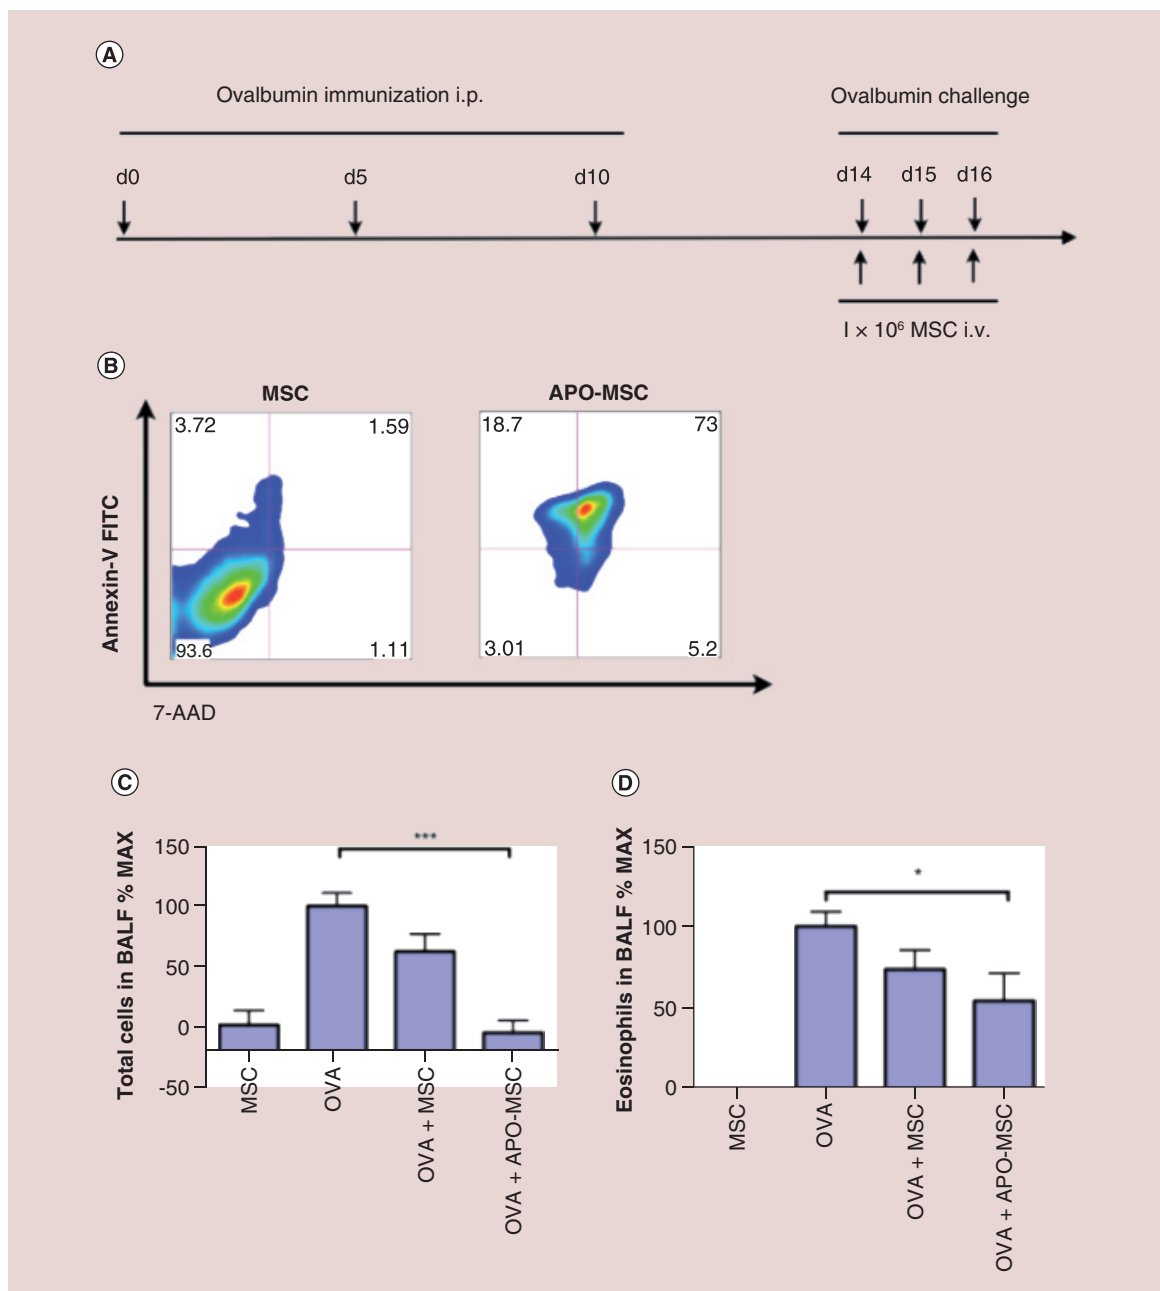 A
Ovalbumin immunization i.p.
Ovalbumin challenge
d0
d5
d10
d14
d15
d16
I × 10⁶ MSC i.v.
B
MSC
APO-MSC
Annexin-V FITC
3.72
1.59
93.6
1.11
18.7
73
3.01
5.2
7-AAD
C
Total cells in BALF % MAX
150
100
50
0
-50
***
MSC
OVA
OVA + MSC
OVA + APO-MSC
D
Eosinophils in BALF % MAX
150
100
50
0
*
MSC
OVA
OVA + MSC
OVA + APO-MSC